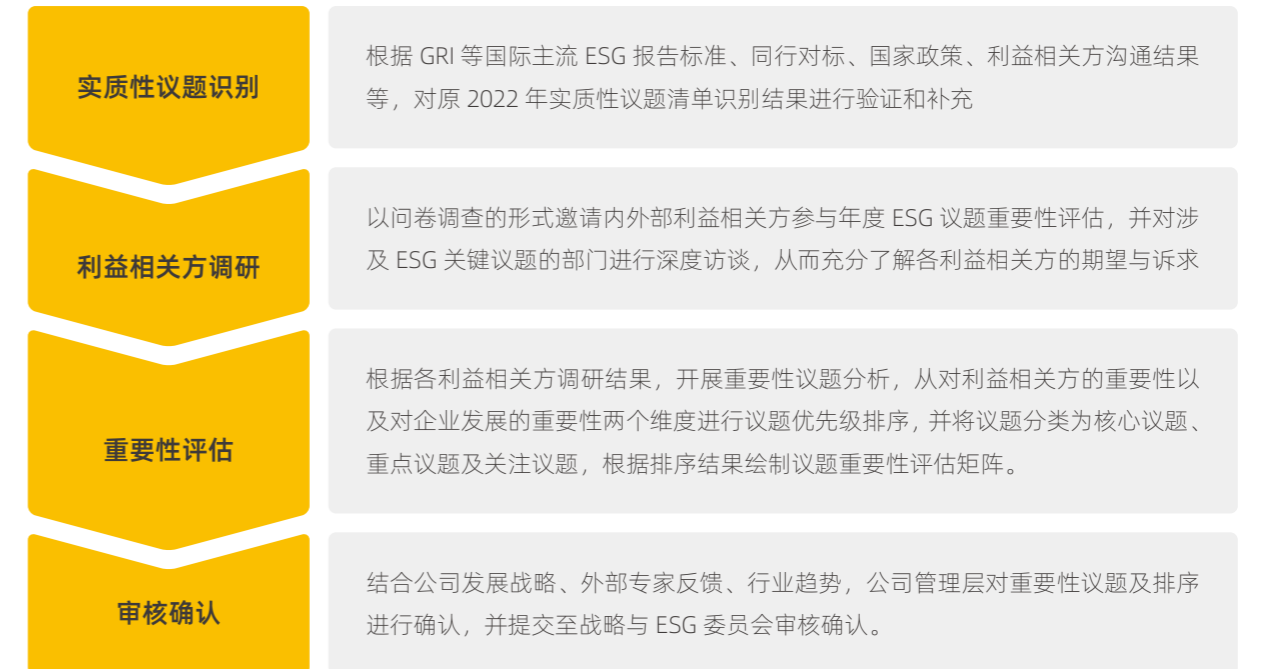 实质性议题识别
根据 GRI 等国际主流 ESG 报告标准、同行对标、国家政策、利益相关方沟通结果
等，对原 2022 年实质性议题清单识别结果进行验证和补充
利益相关方调研
以问卷调查的形式邀请内外部利益相关方参与年度 ESG 议题重要性评估，并对涉
及 ESG 关键议题的部门进行深度访谈，从而充分了解各利益相关方的期望与诉求
重要性评估
根据各利益相关方调研结果，开展重要性议题分析，从对利益相关方的重要性以
及对企业发展的重要性两个维度进行议题优先级排序，并将议题分类为核心议题、
重点议题及关注议题，根据排序结果绘制议题重要性评估矩阵。
审核确认
结合公司发展战略、外部专家反馈、行业趋势，公司管理层对重要性议题及排序
进行确认，并提交至战略与 ESG 委员会审核确认。